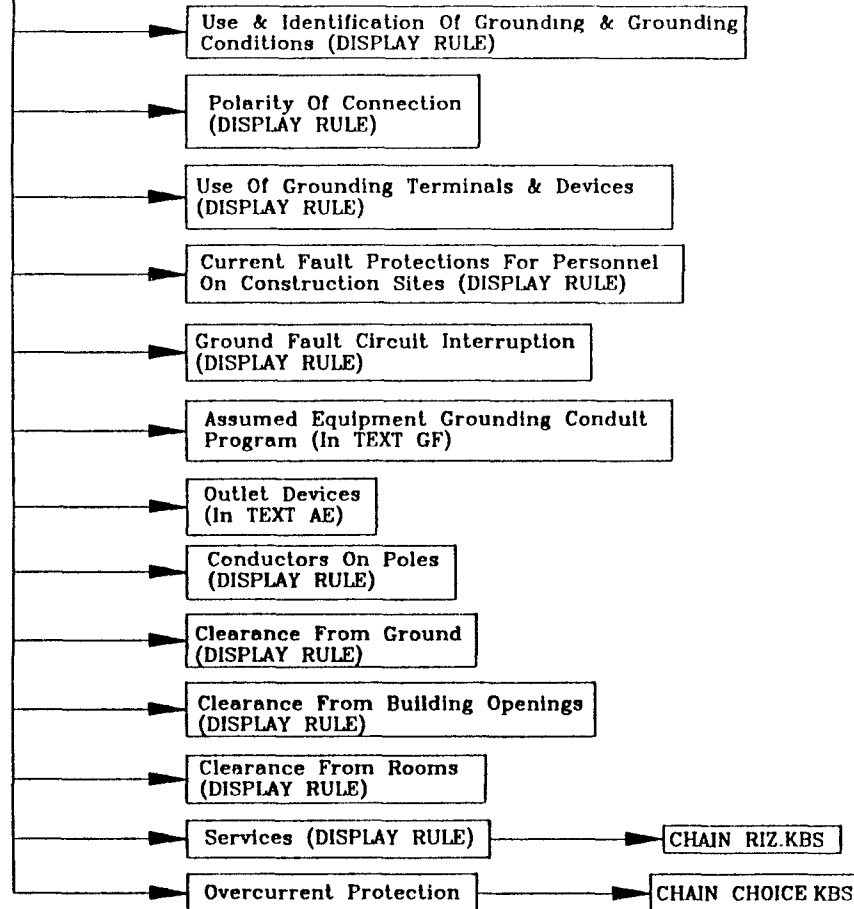 Use & Identification Of Grounding & Grounding
Conditions (DISPLAY RULE)
Polarity Of Connection
(DISPLAY RULE)
Use Of Grounding Terminals & Devices
(DISPLAY RULE)
Current Fault Protections For Personnel
On Construction Sites (DISPLAY RULE)
Ground Fault Circuit Interruption
(DISPLAY RULE)
Assumed Equipment Grounding Conduit
Program (In TEXT GF)
Outlet Devices
(In TEXT AE)
Conductors On Poles
(DISPLAY RULE)
Clearance From Ground
(DISPLAY RULE)
Clearance From Building Openings
(DISPLAY RULE)
Clearance From Rooms
(DISPLAY RULE)
Services (DISPLAY RULE)
CHAIN RIZ.KBS
Overcurrent Protection
CHAIN CHOICE KBS